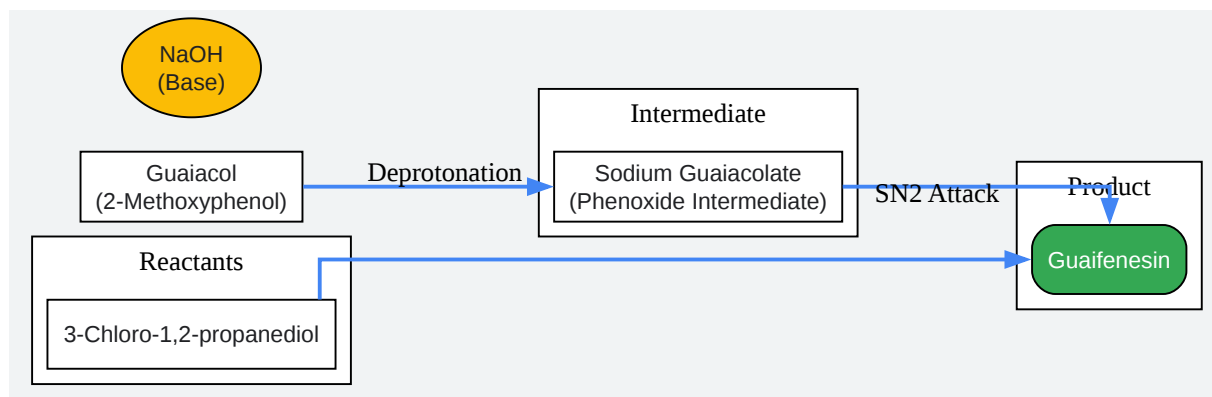 NaOH
(Base)
Guaiacol
(2-Methoxyphenol)
Deprotonation
Intermediate
Sodium Guaiacolate
(Phenoxide Intermediate)
SN2 Attack
Product
Guaifenesin
Reactants
3-Chloro-1,2-propanediol